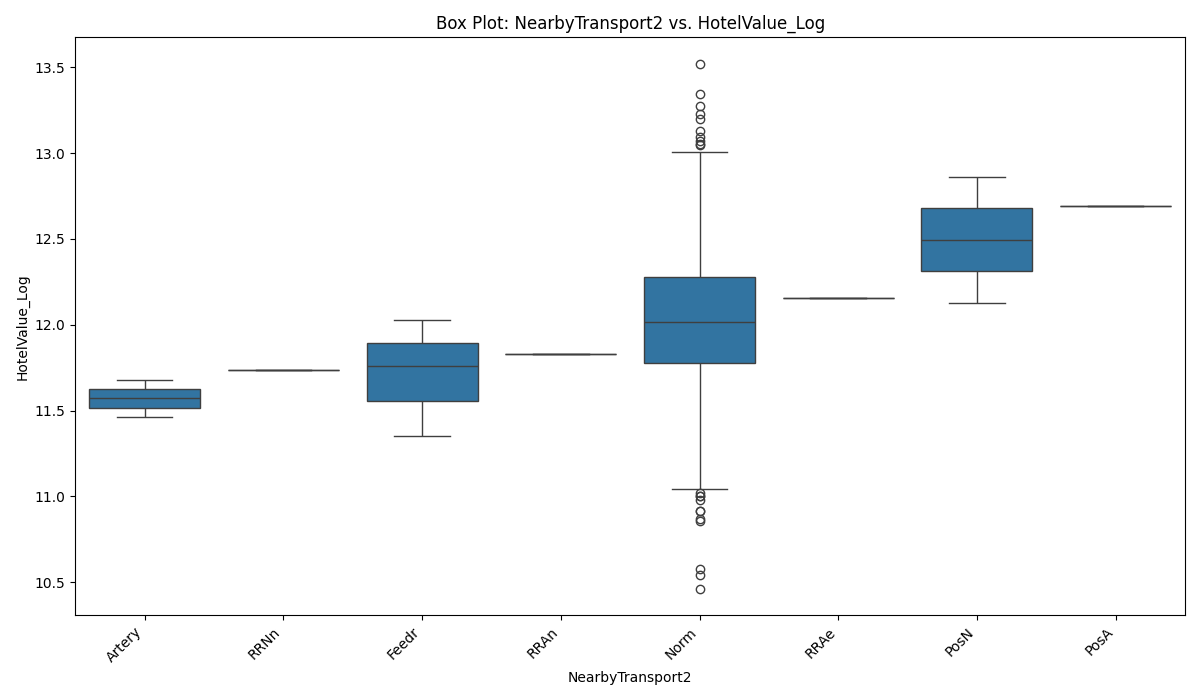 Box Plot: NearbyTransport2 vs. HotelValue_Log
HotelValue_Log
13.5
13.0
12.5
12.0
11.5
11.0
10.5
Artery
RRNn
Feedr
RRAn
Norm
RRAe
PosN
PosA
NearbyTransport2